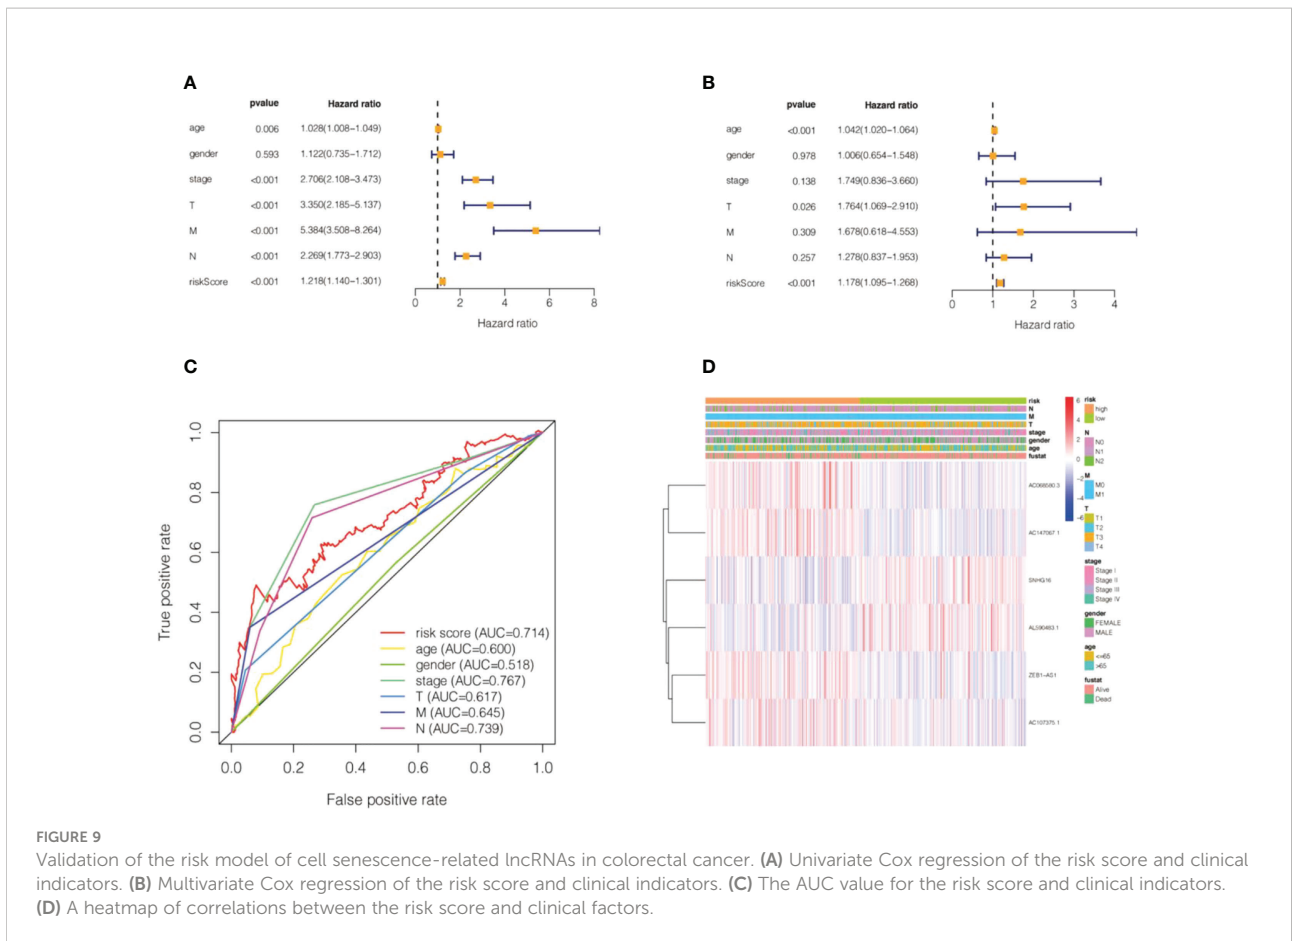 A
pvalue Hazard ratio
age 0.006 1.028(1.008−1.049)
gender 0.593 1.122(0.735−1.712)
stage <0.001 2.706(2.108−3.473)
T <0.001 3.350(2.185−5.137)
M <0.001 5.384(3.508−8.264)
N <0.001 2.269(1.773−2.903)
riskScore <0.001 1.218(1.140−1.301)
0 2 4 6 8
Hazard ratio
B
pvalue Hazard ratio
age <0.001 1.042(1.020−1.064)
gender 0.978 1.006(0.654−1.548)
stage 0.138 1.749(0.836−3.660)
T 0.026 1.764(1.069−2.910)
M 0.309 1.678(0.618−4.553)
N 0.257 1.278(0.837−1.953)
riskScore <0.001 1.178(1.095−1.268)
0 1 2 3 4
Hazard ratio
C
True positive rate
1.0
0.8
0.6
0.4
0.2
0.0
risk score (AUC=0.714)
age (AUC=0.600)
gender (AUC=0.518)
stage (AUC=0.767)
T (AUC=0.617)
M (AUC=0.645)
N (AUC=0.739)
0.0 0.2 0.4 0.6 0.8 1.0
False positive rate
D
risk
N
M
T
stage
gender
age
fustat
AC147067.1
SNHG16
AL590483.1
ZEB1−AS1
AC107375.1
6
4
2
0
−2
−4
−6
risk
high
low
N
N0
N1
N2
M
M0
M1
T
T1
T2
T3
T4
stage
Stage I
Stage II
Stage III
Stage IV
gender
FEMALE
MALE
age
<=65
>65
fustat
Alive
Dead
FIGURE 9
Validation of the risk model of cell senescence-related lncRNAs in colorectal cancer. (A) Univariate Cox regression of the risk score and clinical
indicators. (B) Multivariate Cox regression of the risk score and clinical indicators. (C) The AUC value for the risk score and clinical indicators.
(D) A heatmap of correlations between the risk score and clinical factors.